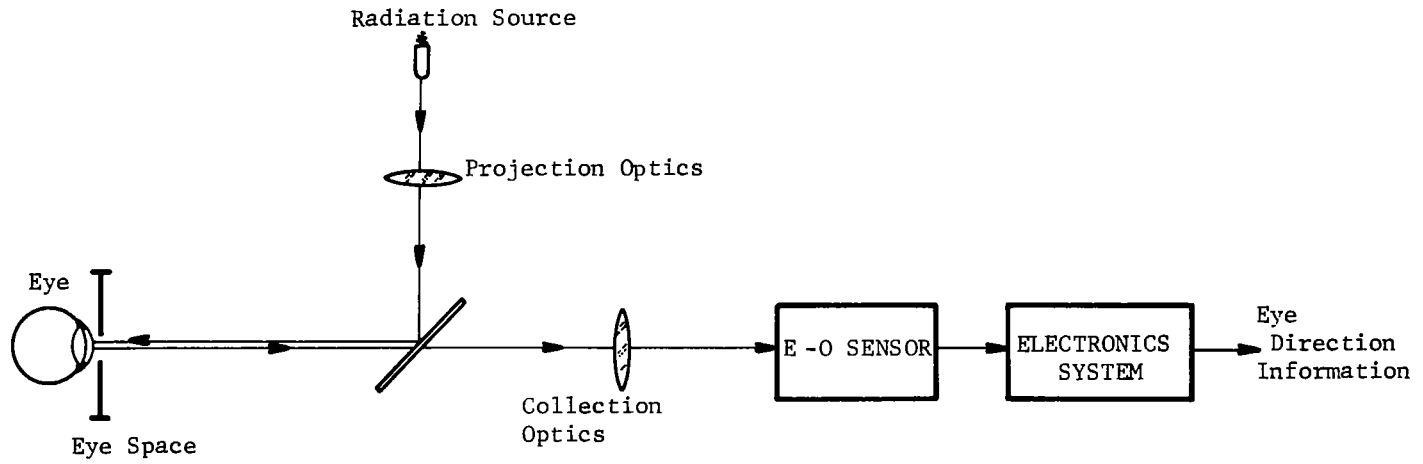 Radiation Source
Projection Optics
Eye
Eye Space
Collection
Optics
E-O SENSOR
ELECTRONICS
SYSTEM
Eye
Direction
Information